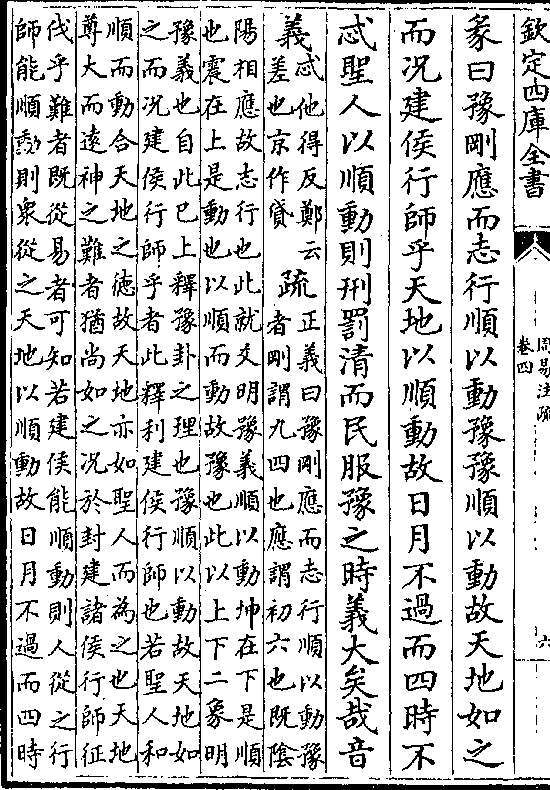 欽定四庫全書
周易注疏
卷四
六
彖曰豫剛應而志行順以動豫豫順以動故天地如之
而况建侯行師乎天地以順動故日月不過而四時不
忒聖人以順動則刑罰清而民服豫之時義大矣哉音
義忒他得反鄭云
差也京作貸
疏正義曰豫剛應而志行順以動豫
者剛謂九四也應謂初六也既陰
陽相應故志行也此就爻明豫義順以動坤在下是順
也震在上是動也以順而動故豫也此以上下二象明
豫義也自此已上釋豫卦之理也豫順以動故天地如
之而况建侯行師乎者此釋利建侯行師也若聖人和
順而動合天地之徳故天地亦如聖人而為之也天地
尊大而逺神之難者猶尚如之况於封建諸侯行師征
伐乎難者既從易者可知若建侯能順動則人從之行
師能順動則衆從之天地以順動故日月不過而四時